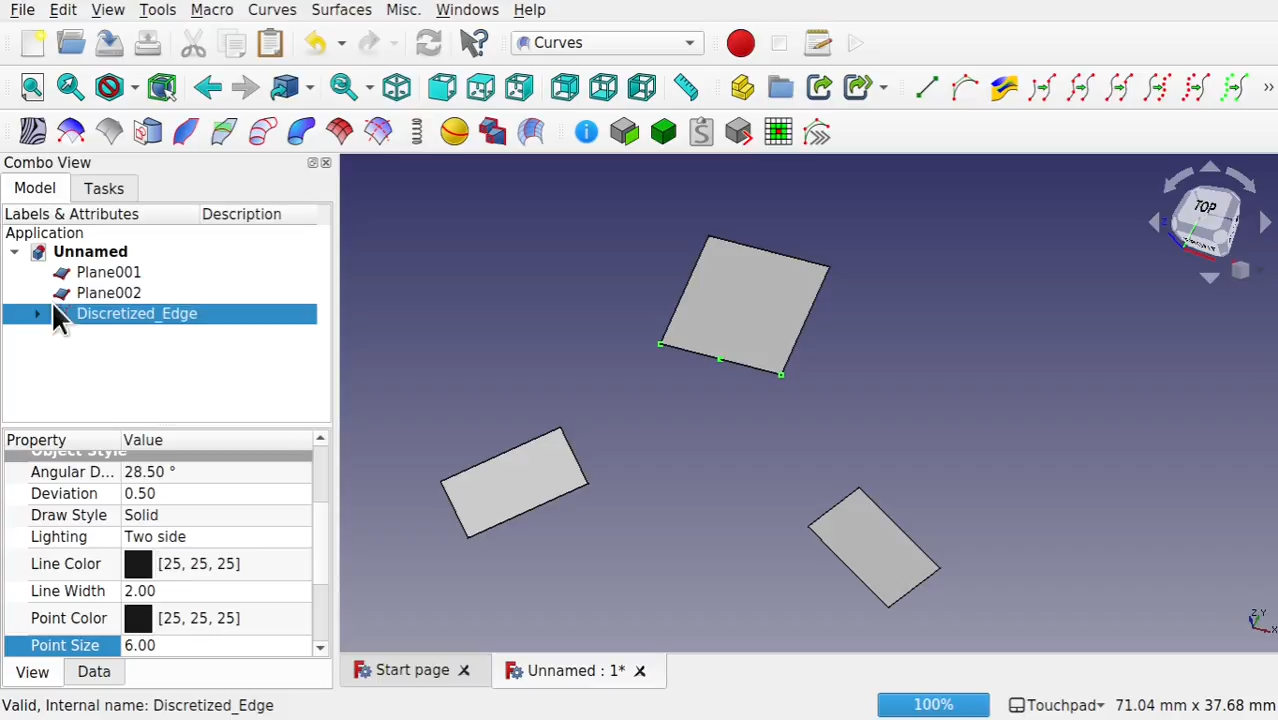 File Edit View Tools Macro Curves Surfaces Misc. Windows Help
Curves
Combo View
Model Tasks
Labels & Attributes Description
Application
Unnamed
Plane001
Plane002
Discretized_Edge
Property Value
Object Style
Angular D... 28.50 °
Deviation 0.50
Draw Style Solid
Lighting Two side
Line Color [25, 25, 25]
Line Width 2.00
Point Color [25, 25, 25]
Point Size 6.00
View Data
TOP
Z Y X
Start page Unnamed : 1*
Valid, Internal name: Discretized_Edge 100% Touchpad 71.04 mm x 37.68 mm